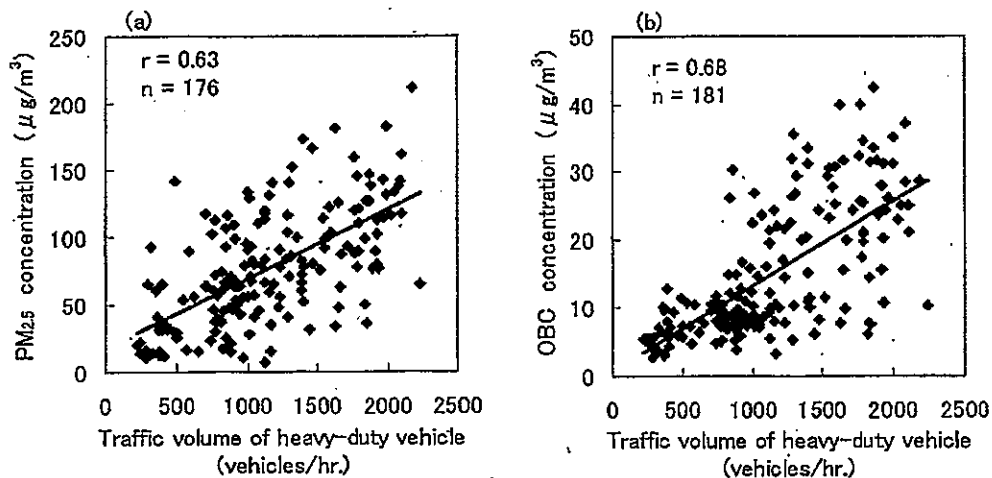 (a)
r = 0.63
n = 176
250
200
150
100
50
0
PM2.5 concentration (μg/m³)
0 500 1000 1500 2000 2500
Traffic volume of heavy-duty vehicle
(vehicles/hr.)
(b)
r = 0.68
n = 181
50
40
30
20
10
0
OBC concentration (μg/m³)
0 500 1000 1500 2000 2500
Traffic volume of heavy-duty vehicle
(vehicles/hr.)